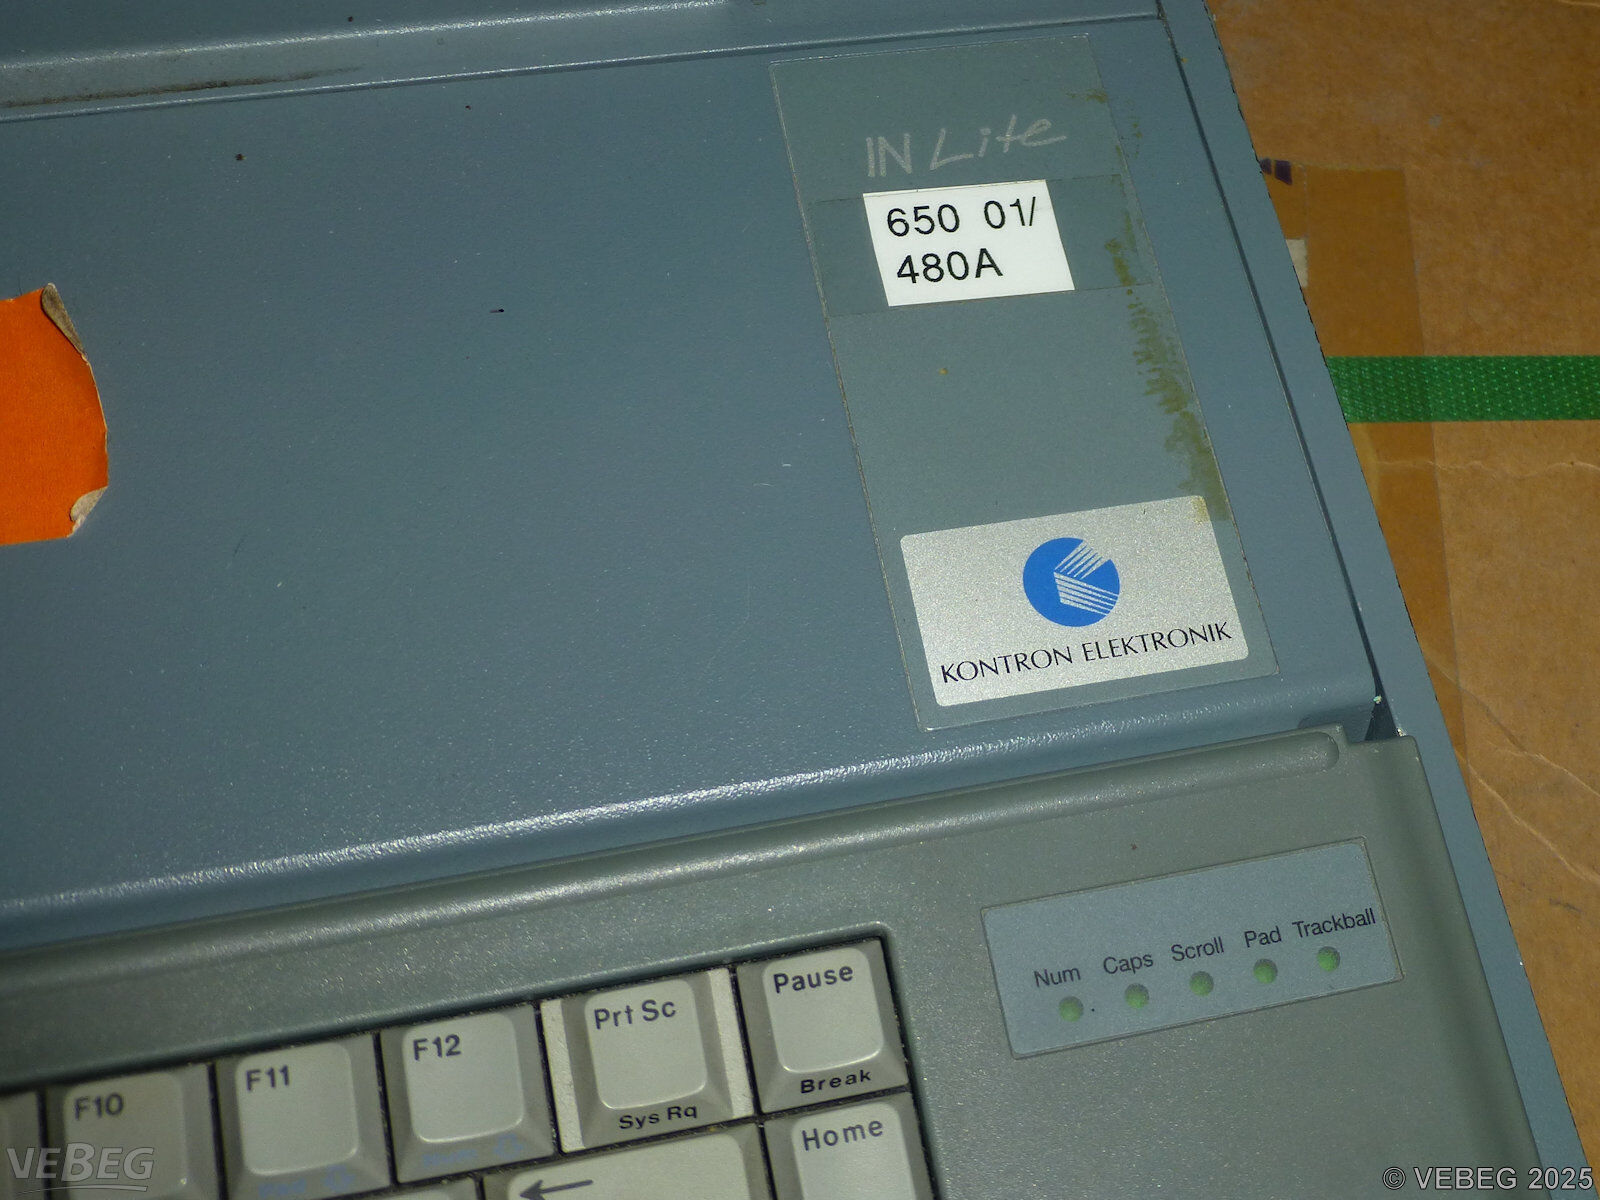 IN Lite
650 01/
480A
KONTRON ELEKTRONIK
Num Caps Scroll Pad Trackball
Pause
Break
Prt Sc
Sys Rq
F12
F11
F10
Home
VEBEG
© VEBEG 2025